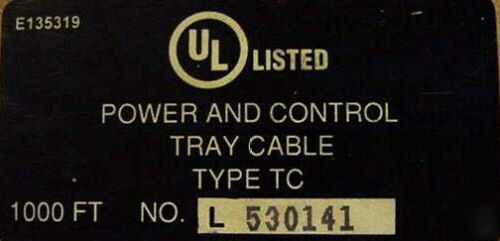 E135319
UL LISTED
POWER AND CONTROL
TRAY CABLE
TYPE TC
1000 FT NO. L 530141